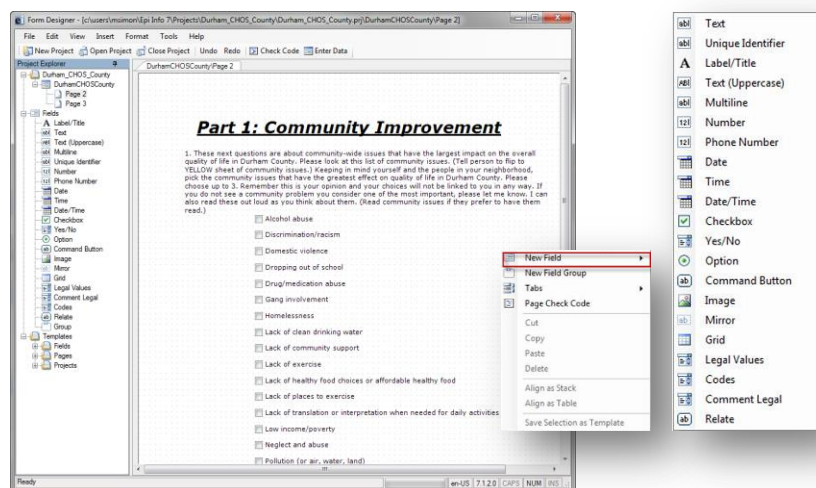 Form Designer - [c:\users\msimon\Epi Info 7\Projects\Durham_CHOS_County\Durham_CHOS_County.prj\DurhamCHOSCounty\Page 2]
File Edit View Insert Format Tools Help
New Project Open Project Close Project Undo Redo Check Code Enter Data
Project Explorer
Durham_CHOS_County
DurhamCHOSCounty
Page 2
Page 3
Fields
Label/Title
Text
Text (Uppercase)
Multiline
Unique Identifier
Number
Phone Number
Date
Time
Date/Time
Checkbox
Yes/No
Option
Command Button
Image
Mirror
Grid
Legal Values
Comment Legal
Codes
Relate
Group
Templates
Fields
Pages
Projects
DurhamCHOSCounty\Page 2
Part 1: Community Improvement
1. These next questions are about community-wide issues that have the largest impact on the overall
quality of life in Durham County. Please look at this list of community issues. (Tell person to flip to
YELLOW sheet of community issues.) Keeping in mind yourself and the people in your neighborhood,
pick the community issues that have the greatest effect on quality of life in Durham County. Please
choose up to 3. Remember this is your opinion and your choices will not be linked to you in any way. If
you do not see a community problem you consider one of the most important, please let me know. I can
also read these out loud as you think about them. (Read community issues if they prefer to have them
read.)
Alcohol abuse
Discrimination/racism
Domestic violence
Dropping out of school
Drug/medication abuse
Gang involvement
Homelessness
Lack of clean drinking water
Lack of community support
Lack of exercise
Lack of healthy food choices or affordable healthy food
Lack of places to exercise
Lack of translation or interpretation when needed for daily activities
Low income/poverty
Neglect and abuse
Pollution (or air, water, land)
Ready
en-US 7.1.2.0 CAPS NUM INS
New Field
New Field Group
Tabs
Page Check Code
Cut
Copy
Paste
Delete
Align as Stack
Align as Table
Save Selection as Template
Text
Unique Identifier
Label/Title
Text (Uppercase)
Multiline
Number
Phone Number
Date
Time
Date/Time
Checkbox
Yes/No
Option
Command Button
Image
Mirror
Grid
Legal Values
Codes
Comment Legal
Relate